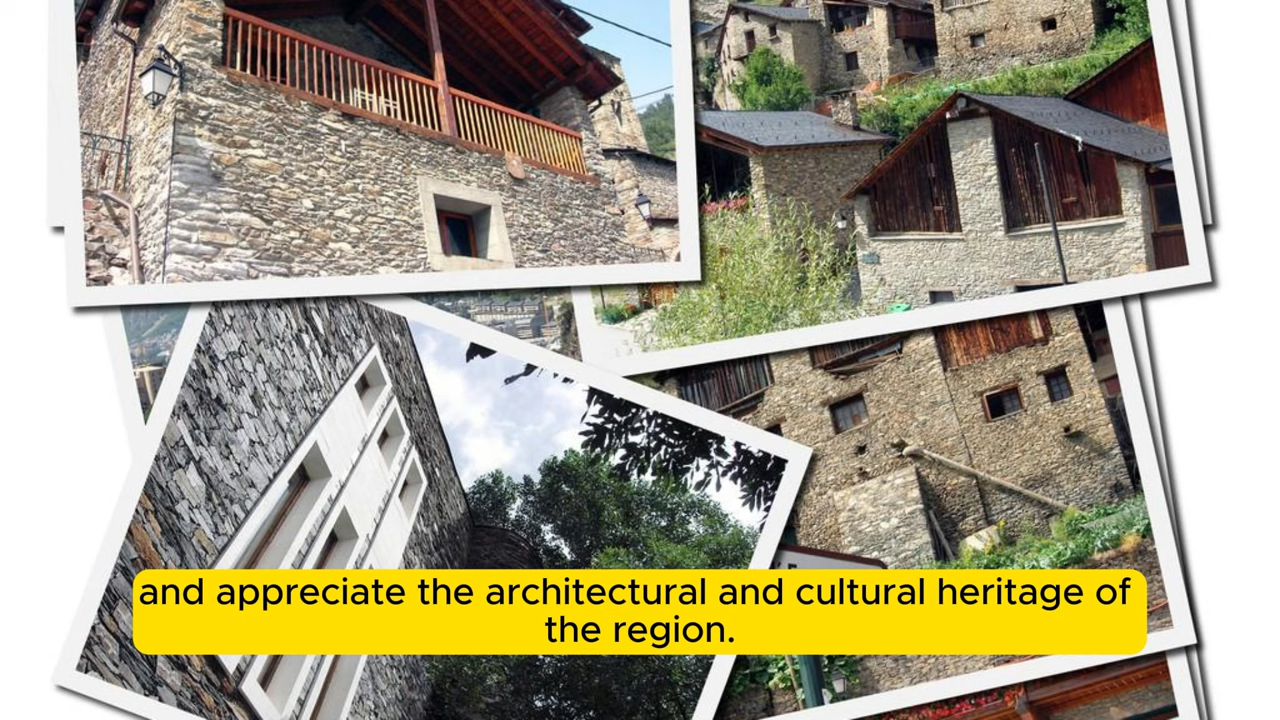 and appreciate the architectural and cultural heritage of
the region.